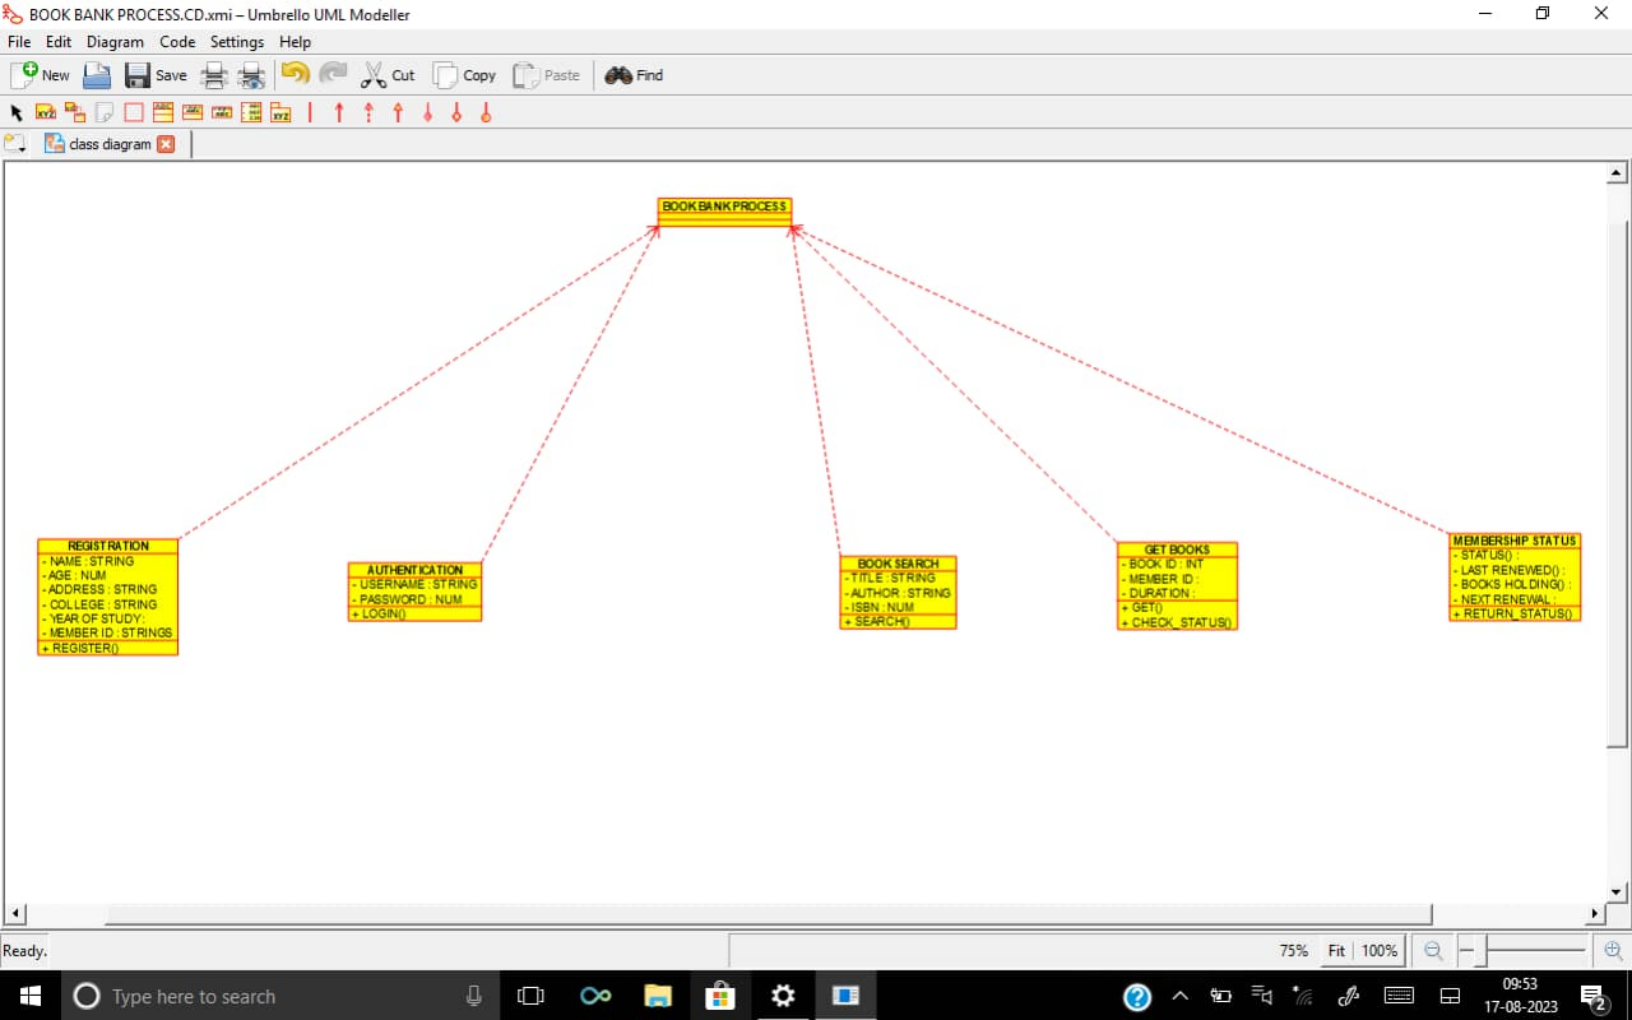 BOOK BANK PROCESS.CD.xmi – Umbrello UML Modeller
File Edit Diagram Code Settings Help
New Save Cut Copy Paste Find
class diagram
BOOK BANK PROCESS
REGISTRATION
- NAME : STRING
- AGE : NUM
- ADDRESS : STRING
- COLLEGE : STRING
- YEAR OF STUDY:
- MEMBER ID : STRINGS
+ REGISTER()
AUTHENTICATION
- USERNAME : STRING
- PASSWORD : NUM
+ LOGIN()
BOOK SEARCH
- TITLE : STRING
- AUTHOR : STRING
- ISBN : NUM
+ SEARCH()
GET BOOKS
- BOOK ID : INT
- MEMBER ID :
- DURATION :
+ GET()
+ CHECK_STATUS()
MEMBERSHIP STATUS
- STATUS() :
- LAST RENEWED() :
- BOOKS HOLDING() :
- NEXT RENEWAL :
+ RETURN_STATUS()
Ready.
75% Fit 100%
Type here to search
09:53
17-08-2023
2